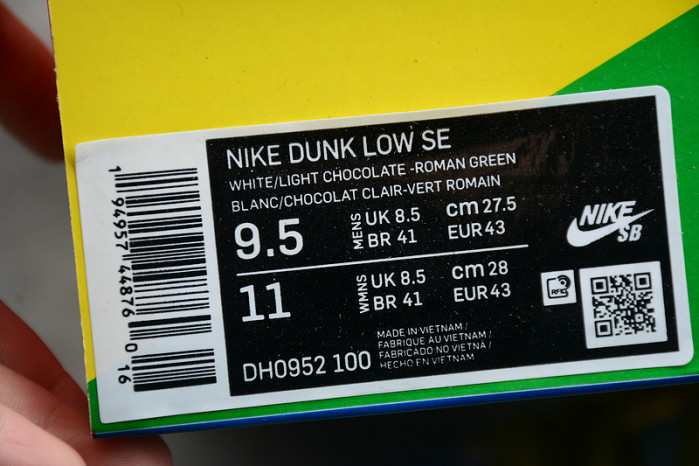 NIKE DUNK LOW SE
WHITE/LIGHT CHOCOLATE -ROMAN GREEN
BLANC/CHOCOLAT CLAIR-VERT ROMAIN
9.5 MENS UK 8.5 cm 27.5
BR 41 EUR 43
11 WMNS UK 8.5 cm 28
BR 41 EUR 43
MADE IN VIETNAM /
FABRIQUE AU VIETNAM /
FABRICADO NO VIETNÃ /
HECHO EN VIETNAM
DH0952 100
NIKE
SB
RFID
1 94957 44876 0 16